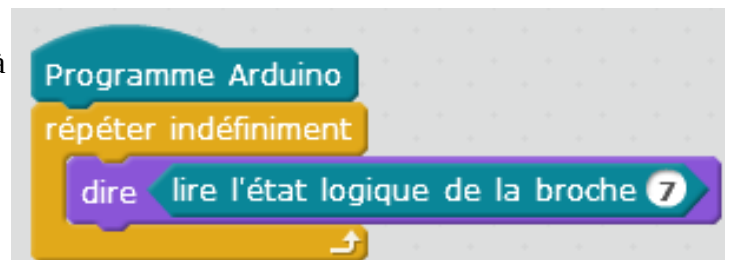 à
Programme Arduino
répéter indéfiniment
dire lire l'état logique de la broche 7